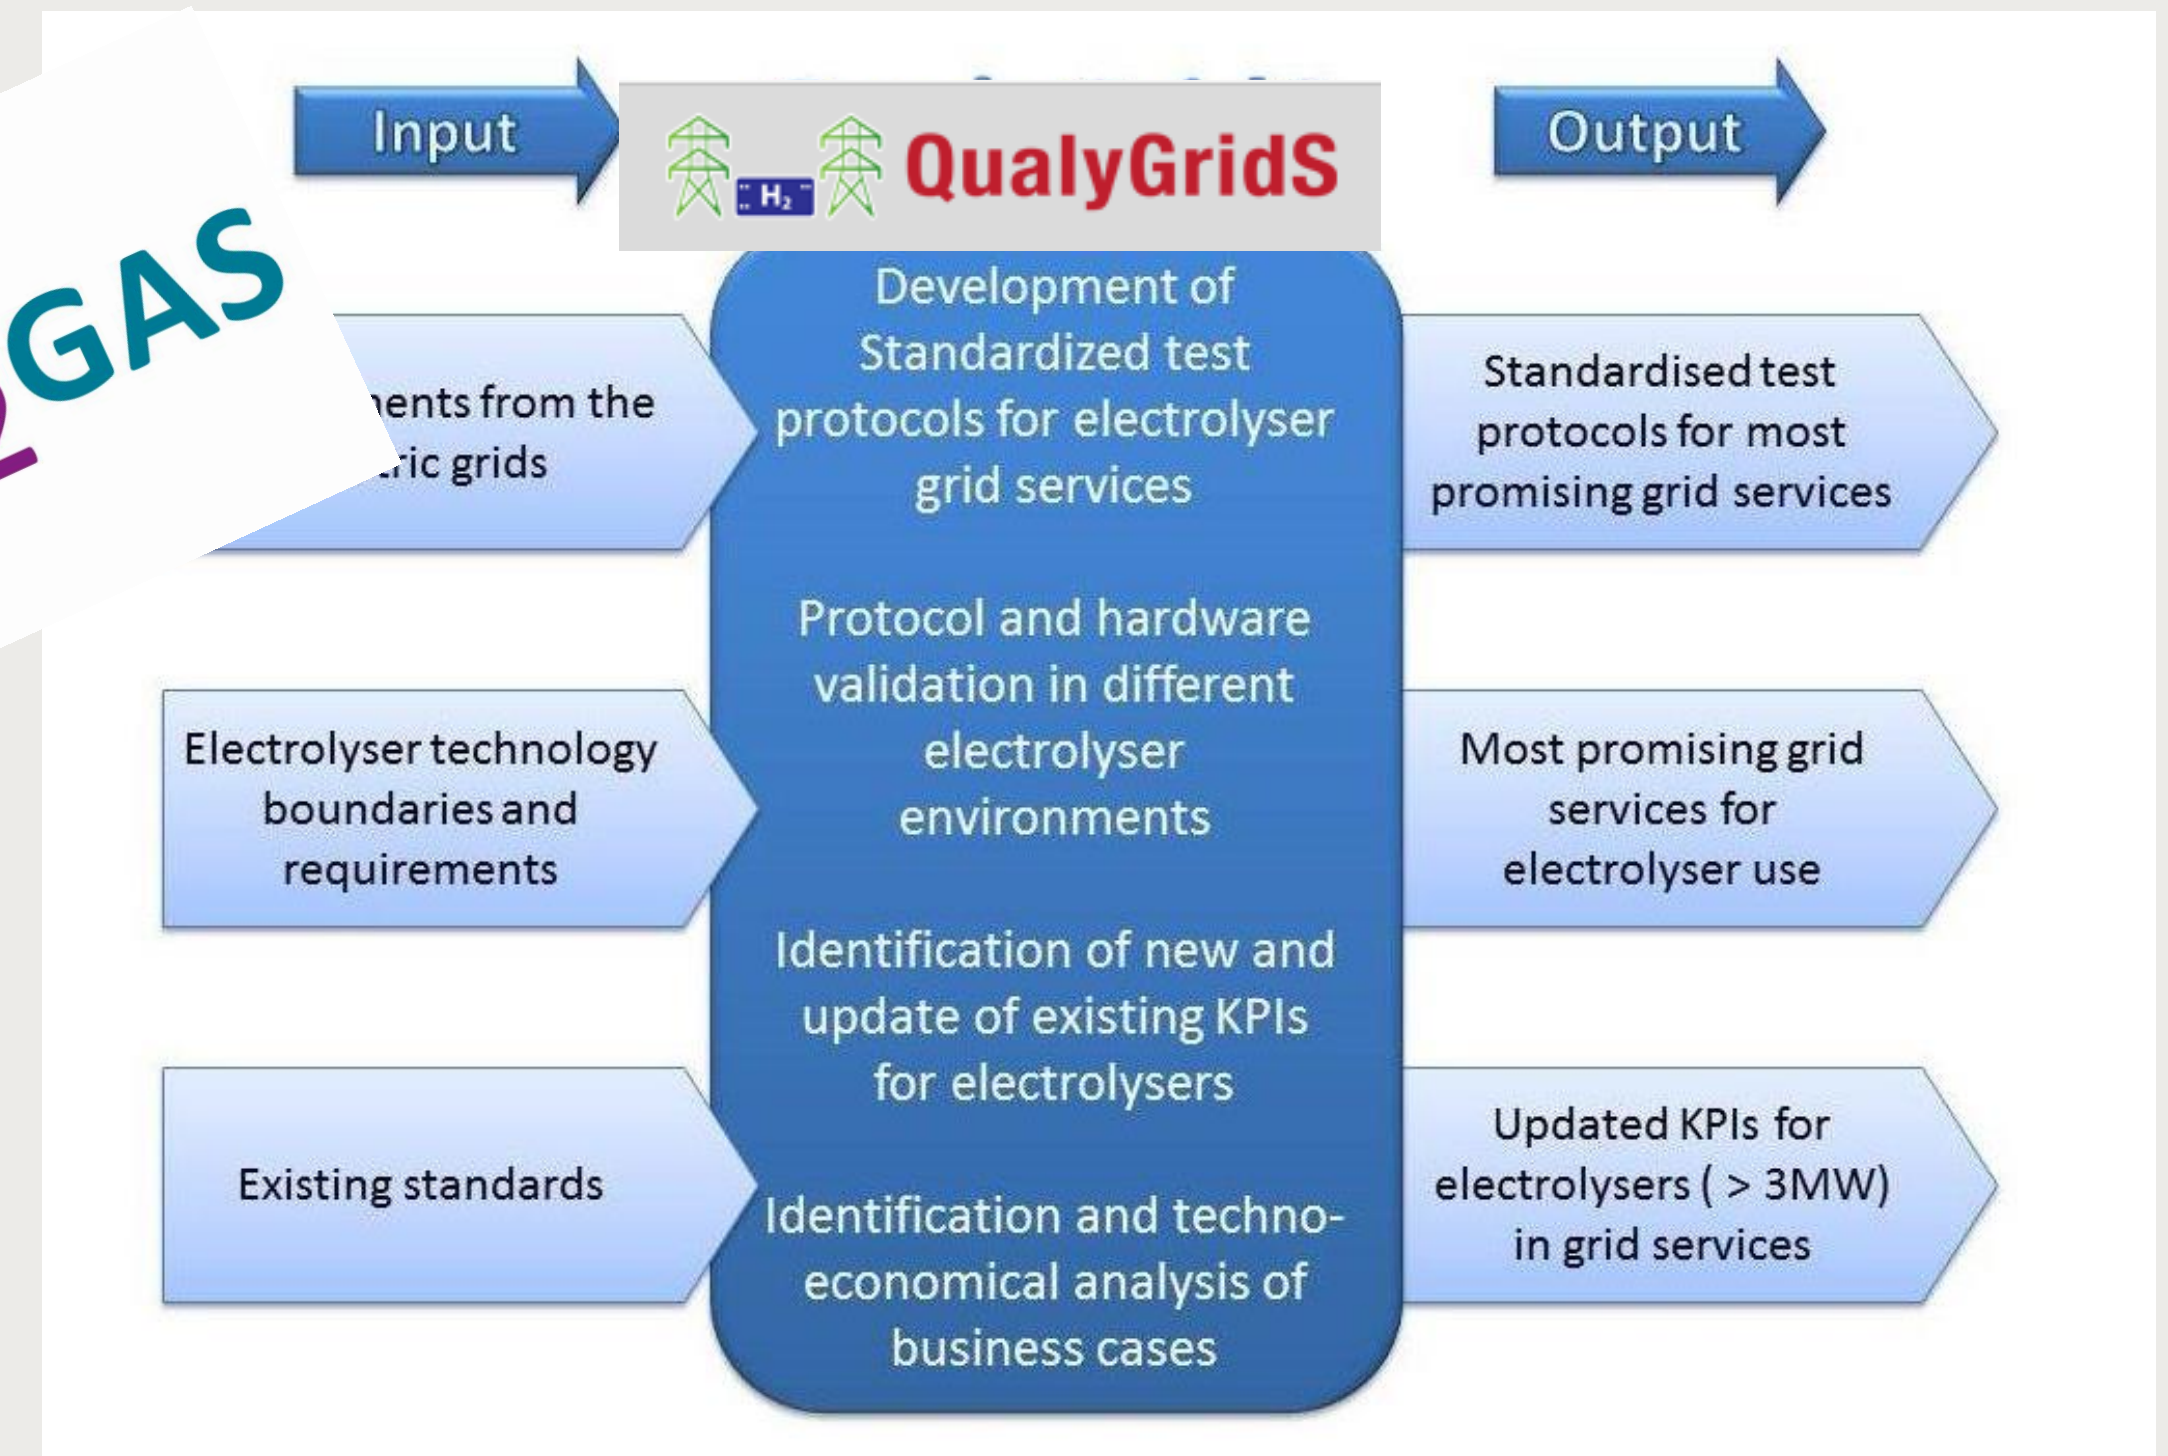 Input
H₂
QualyGridS
Output
2GAS
from the
grids
Electrolyser technology
boundaries and
requirements
Existing standards
Development of
Standardized test
protocols for electrolyser
grid services
Protocol and hardware
validation in different
electrolyser
environments
Identification of new and
update of existing KPIs
for electrolysers
Identification and techno-
economical analysis of
business cases
Standardised test
protocols for most
promising grid services
Most promising grid
services for
electrolyser use
Updated KPIs for
electrolysers ( > 3MW)
in grid services